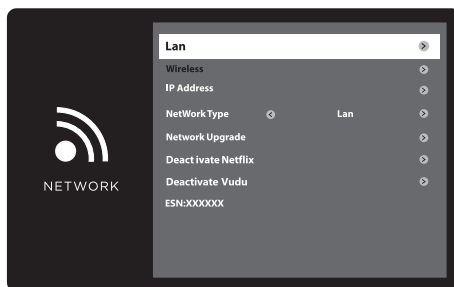 Lan
Wireless
IP Address
NetWork Type Lan
Network Upgrade
Deact ivate Netflix
Deactivate Vudu
ESN:XXXXXX
NETWORK